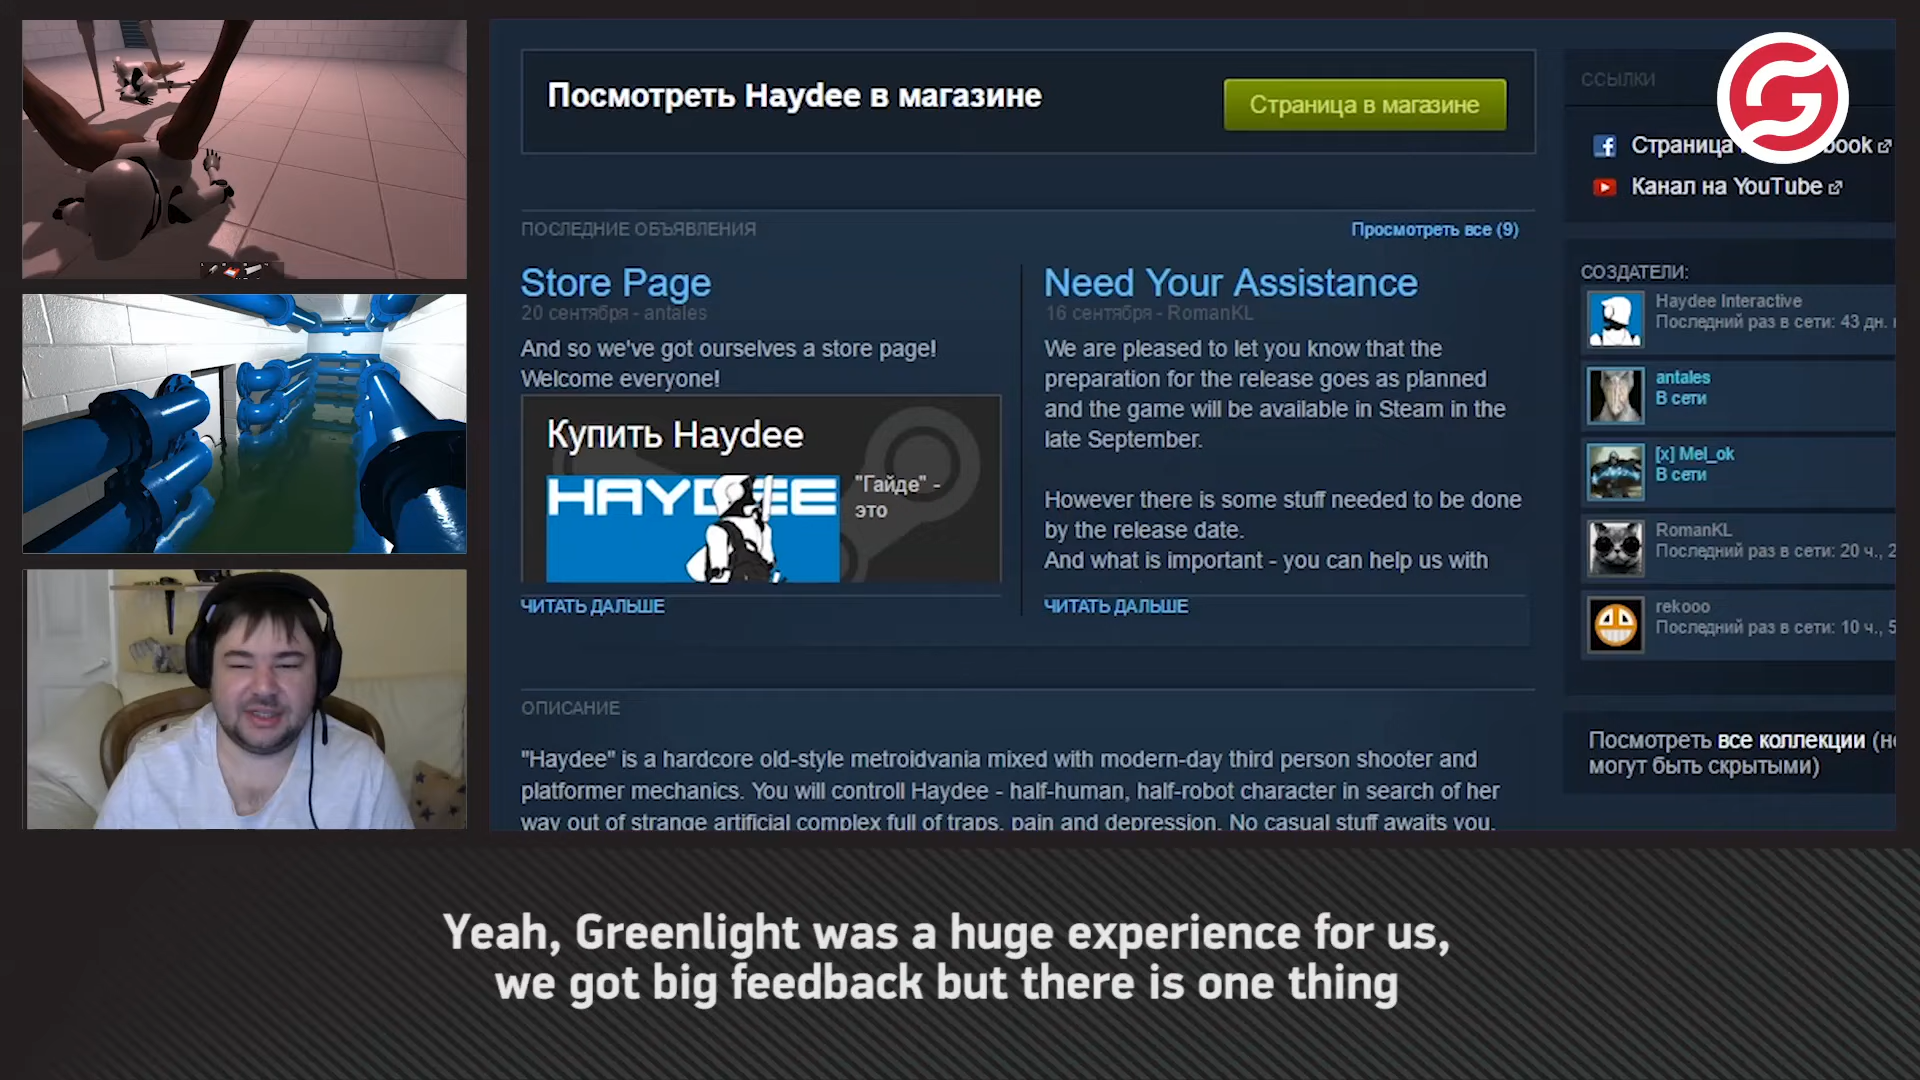 Посмотреть Haydee в магазине
Страница в магазине
ПОСЛЕДНИЕ ОБЪЯВЛЕНИЯ
Просмотреть все (9)
Store Page
20 сентября - antales
And so we've got ourselves a store page!
Welcome everyone!
Купить Haydee
HAYDEE
"Гайде" -
это
ЧИТАТЬ ДАЛЬШЕ
Need Your Assistance
16 сентября - RomanKL
We are pleased to let you know that the
preparation for the release goes as planned
and the game will be available in Steam in the
late September.
However there is some stuff needed to be done
by the release date.
And what is important - you can help us with
ЧИТАТЬ ДАЛЬШЕ
ОПИСАНИЕ
"Haydee" is a hardcore old-style metroidvania mixed with modern-day third person shooter and
platformer mechanics. You will controll Haydee - half-human, half-robot character in search of her
way out of strange artificial complex full of traps, pain and depression. No casual stuff awaits you.
ССЫЛКИ
Страница book
Канал на YouTube
СОЗДАТЕЛИ:
Haydee Interactive
Последний раз в сети: 43 дн.
antales
В сети
[x] Mel_ok
В сети
RomanKL
Последний раз в сети: 20 ч., 2
rekooo
Последний раз в сети: 10 ч., 5
Посмотреть все коллекции (не
могут быть скрытыми)
Yeah, Greenlight was a huge experience for us,
we got big feedback but there is one thing